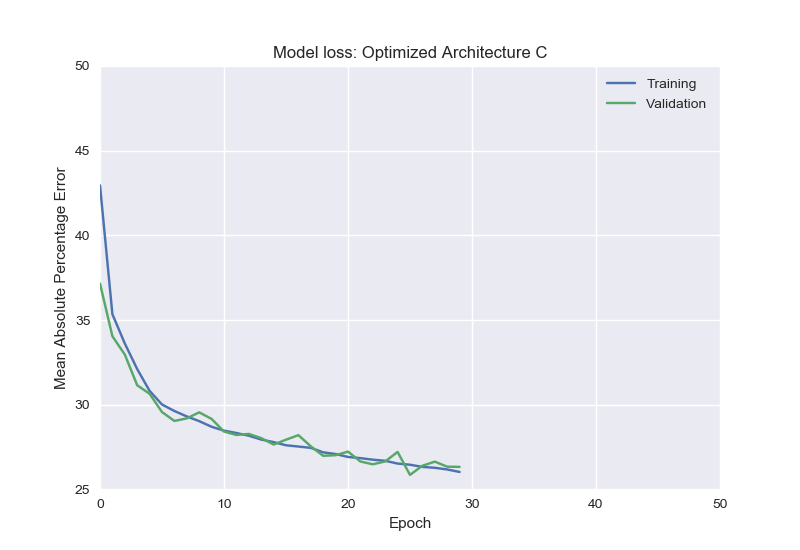 Model loss: Optimized Architecture C
50
45
40
35
30
25
Mean Absolute Percentage Error
Training
Validation
0
10
20
30
40
50
Epoch